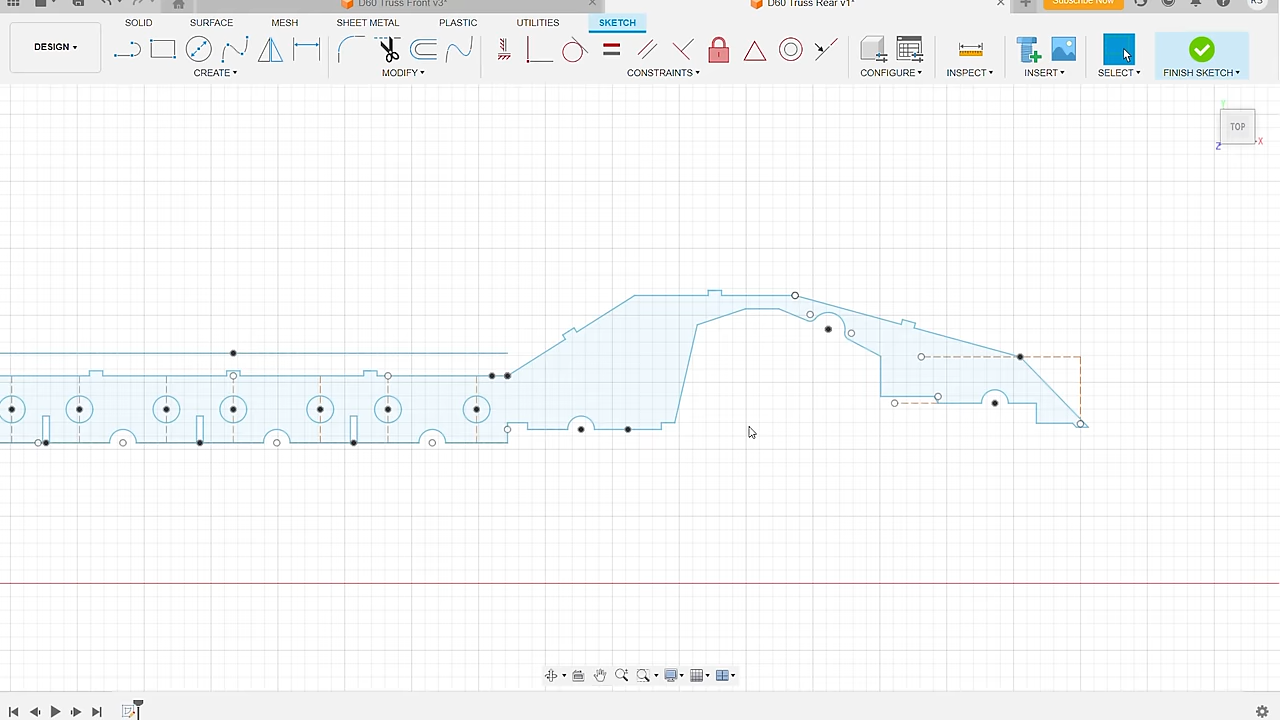 D60 Truss Front v3*
D60 Truss Rear v1*
Subscribe Now
SOLID
SURFACE
MESH
SHEET METAL
PLASTIC
UTILITIES
SKETCH
DESIGN
CREATE
MODIFY
CONSTRAINTS
CONFIGURE
INSPECT
INSERT
SELECT
FINISH SKETCH
Y
TOP
X
Z